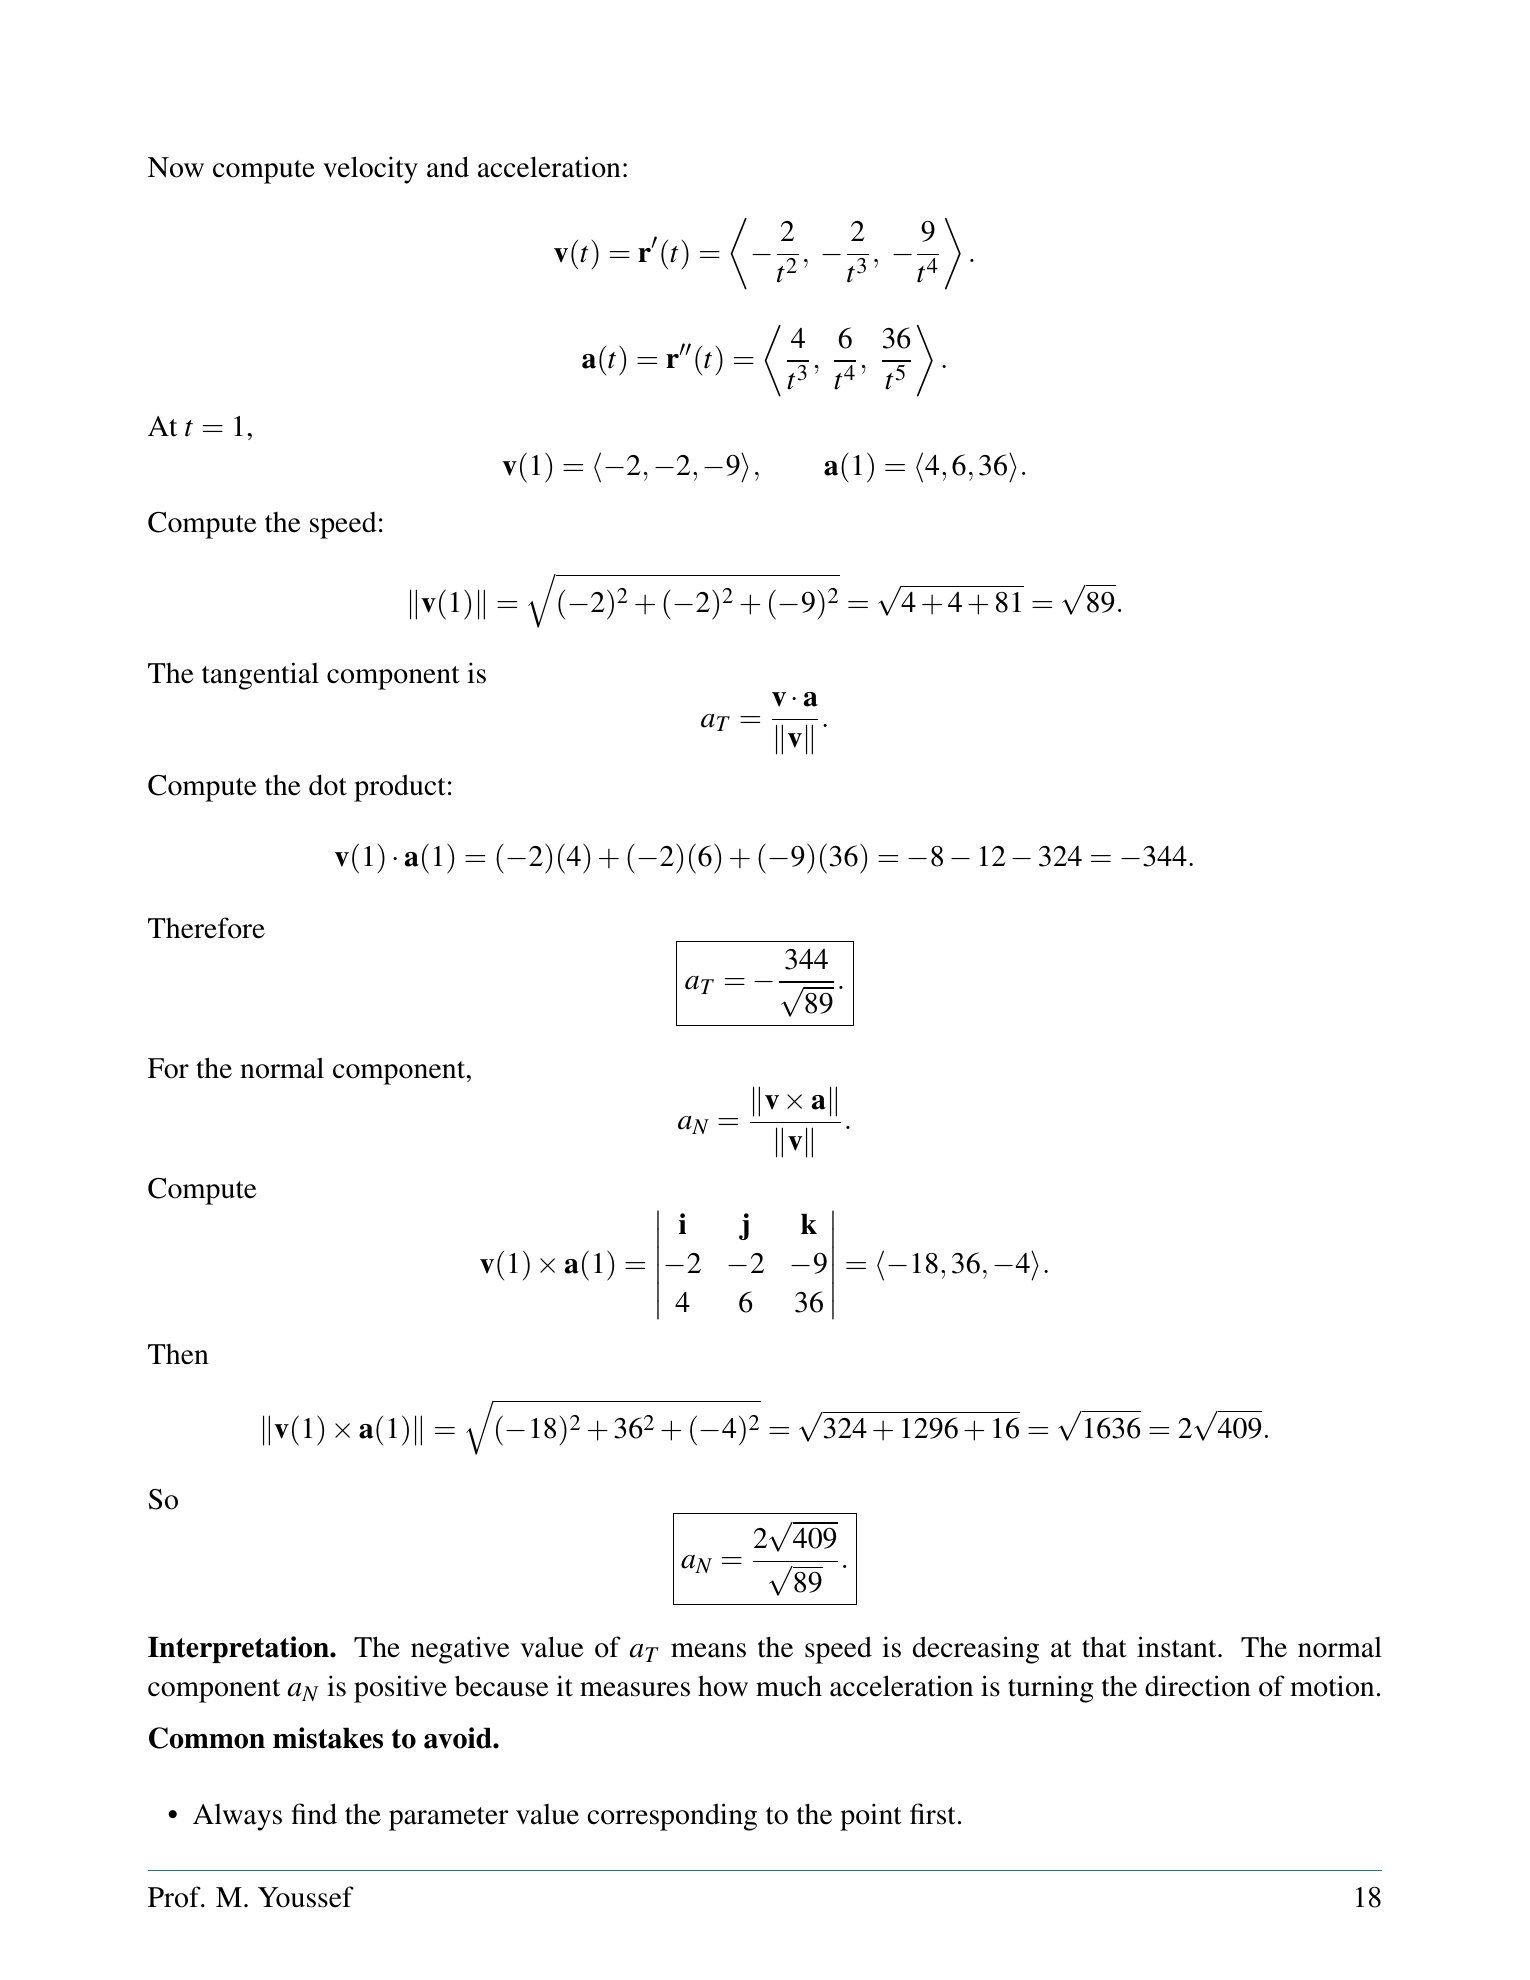 Now compute velocity and acceleration:
v(t) = r′(t) = ⟨−2/t², −2/t³, −9/t⁴⟩.
a(t) = r″(t) = ⟨4/t³, 6/t⁴, 36/t⁵⟩.
At t = 1,
v(1) = ⟨−2,−2,−9⟩, a(1) = ⟨4,6,36⟩.
Compute the speed:
‖v(1)‖ = √((−2)² + (−2)² + (−9)²) = √(4+4+81) = √89.
The tangential component is
a_T = (v · a)/‖v‖.
Compute the dot product:
v(1) · a(1) = (−2)(4) + (−2)(6) + (−9)(36) = −8 − 12 − 324 = −344.
Therefore
a_T = −344/√89.
For the normal component,
a_N = ‖v × a‖/‖v‖.
Compute
v(1) × a(1) = |i j k; −2 −2 −9; 4 6 36| = ⟨−18,36,−4⟩.
Then
‖v(1) × a(1)‖ = √((−18)² + 36² + (−4)²) = √(324+1296+16) = √1636 = 2√409.
So
a_N = 2√409/√89.
Interpretation. The negative value of a_T means the speed is decreasing at that instant. The normal
component a_N is positive because it measures how much acceleration is turning the direction of motion.
Common mistakes to avoid.
• Always find the parameter value corresponding to the point first.
Prof. M. Youssef 18